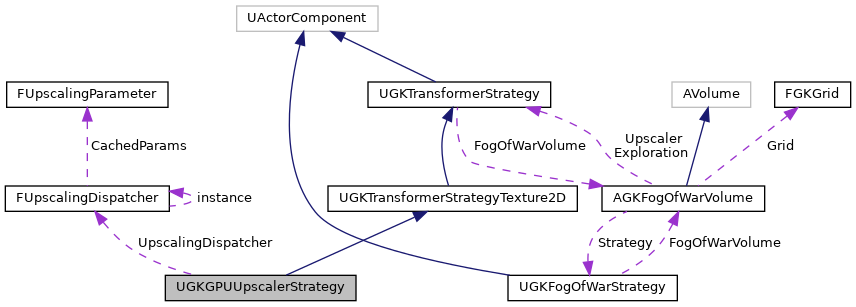 UActorComponent
FUpscalingParameter
UGKTransformerStrategy
AVolume
FGKGrid
CachedParams
FogOfWarVolume
Upscaler
Exploration
Grid
FUpscalingDispatcher
instance
UGKTransformerStrategyTexture2D
AGKFogOfWarVolume
UpscalingDispatcher
Strategy
FogOfWarVolume
UGKGPUUpscalerStrategy
UGKFogOfWarStrategy